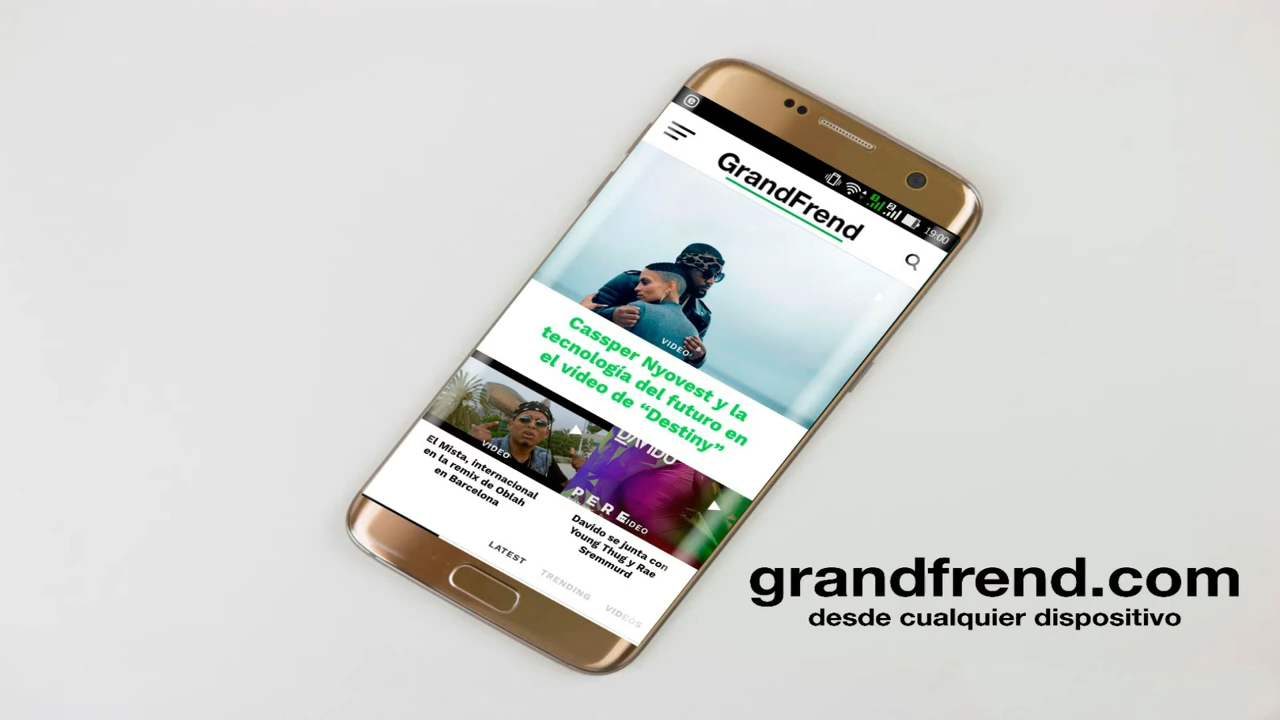 19:00
GrandFrend
VIDEO
Cassper Nyovest y la
tecnología del futuro en
el vídeo de “Destiny”
VIDEO
El Mista, internacional
en la remix de Oblah
en Barcelona
DAVIDO
RERE
VIDEO
Davido se junta con
Young Thug y Rae
Sremmurd
LATEST
TRENDING
VIDEOS
grandfrend.com
desde cualquier dispositivo